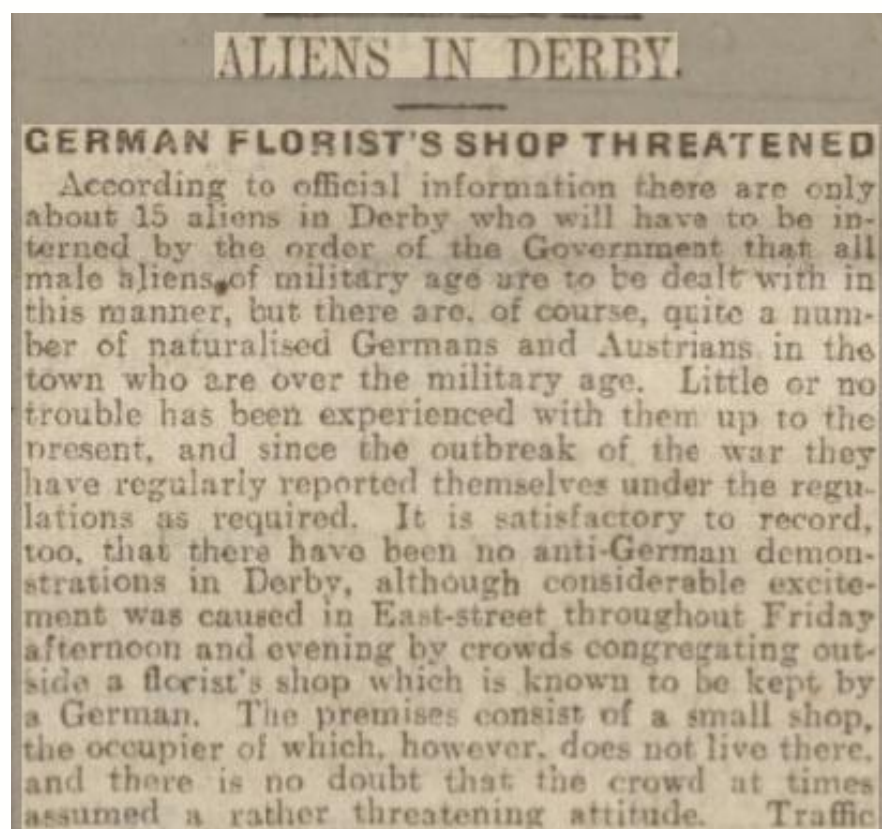 ALIENS IN DERBY.
GERMAN FLORIST'S SHOP THREATENED
According to official information there are only
about 15 aliens in Derby who will have to be in-
terned by the order of the Government that all
male aliens of military age are to be dealt with in
this manner, but there are, of course, quite a num-
ber of naturalised Germans and Austrians in the
town who are over the military age. Little or no
trouble has been experienced with them up to the
present, and since the outbreak of the war they
have regularly reported themselves under the regu-
lations as required. It is satisfactory to record,
too, that there have been no anti-German demon-
strations in Derby, although considerable excite-
ment was caused in East-street throughout Friday
afternoon and evening by crowds congregating out-
side a florist's shop which is known to be kept by
a German. The premises consist of a small shop,
the occupier of which, however, does not live there,
and there is no doubt that the crowd at times
assumed a rather threatening attitude. Traffic